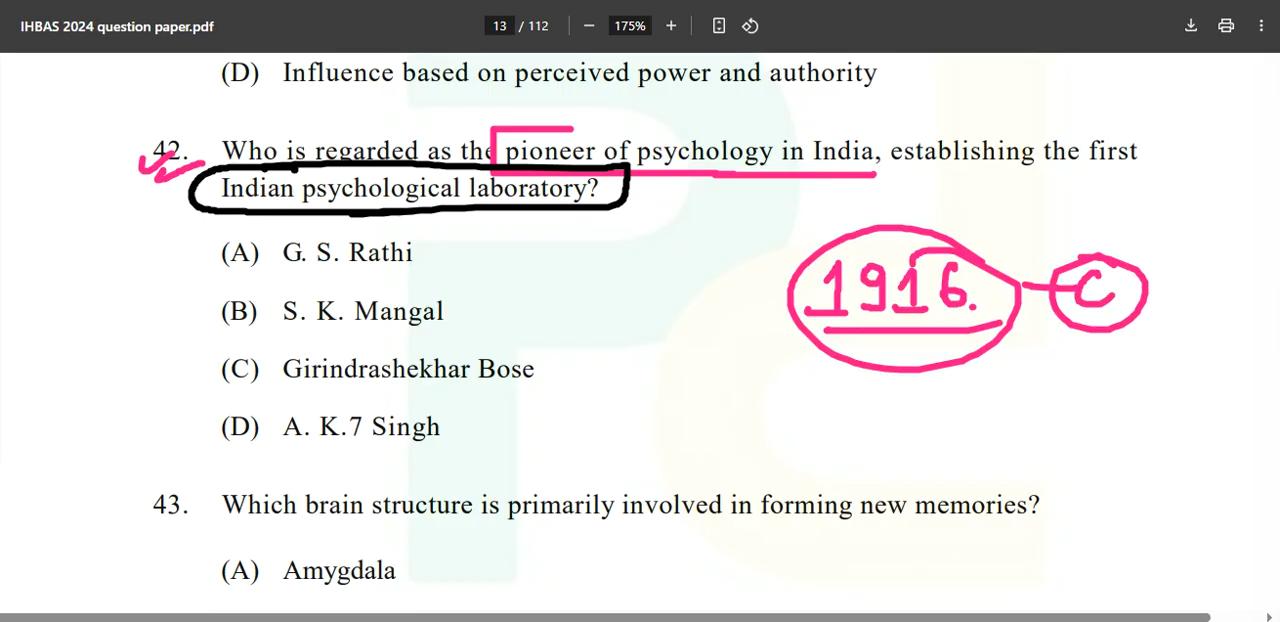 IHBAS 2024 question paper.pdf 13 / 112 − 175% +
(D) Influence based on perceived power and authority
42. Who is regarded as the pioneer of psychology in India, establishing the first
Indian psychological laboratory?
(A) G. S. Rathi
1916. C
(B) S. K. Mangal
(C) Girindrashekhar Bose
(D) A. K.7 Singh
43. Which brain structure is primarily involved in forming new memories?
(A) Amygdala